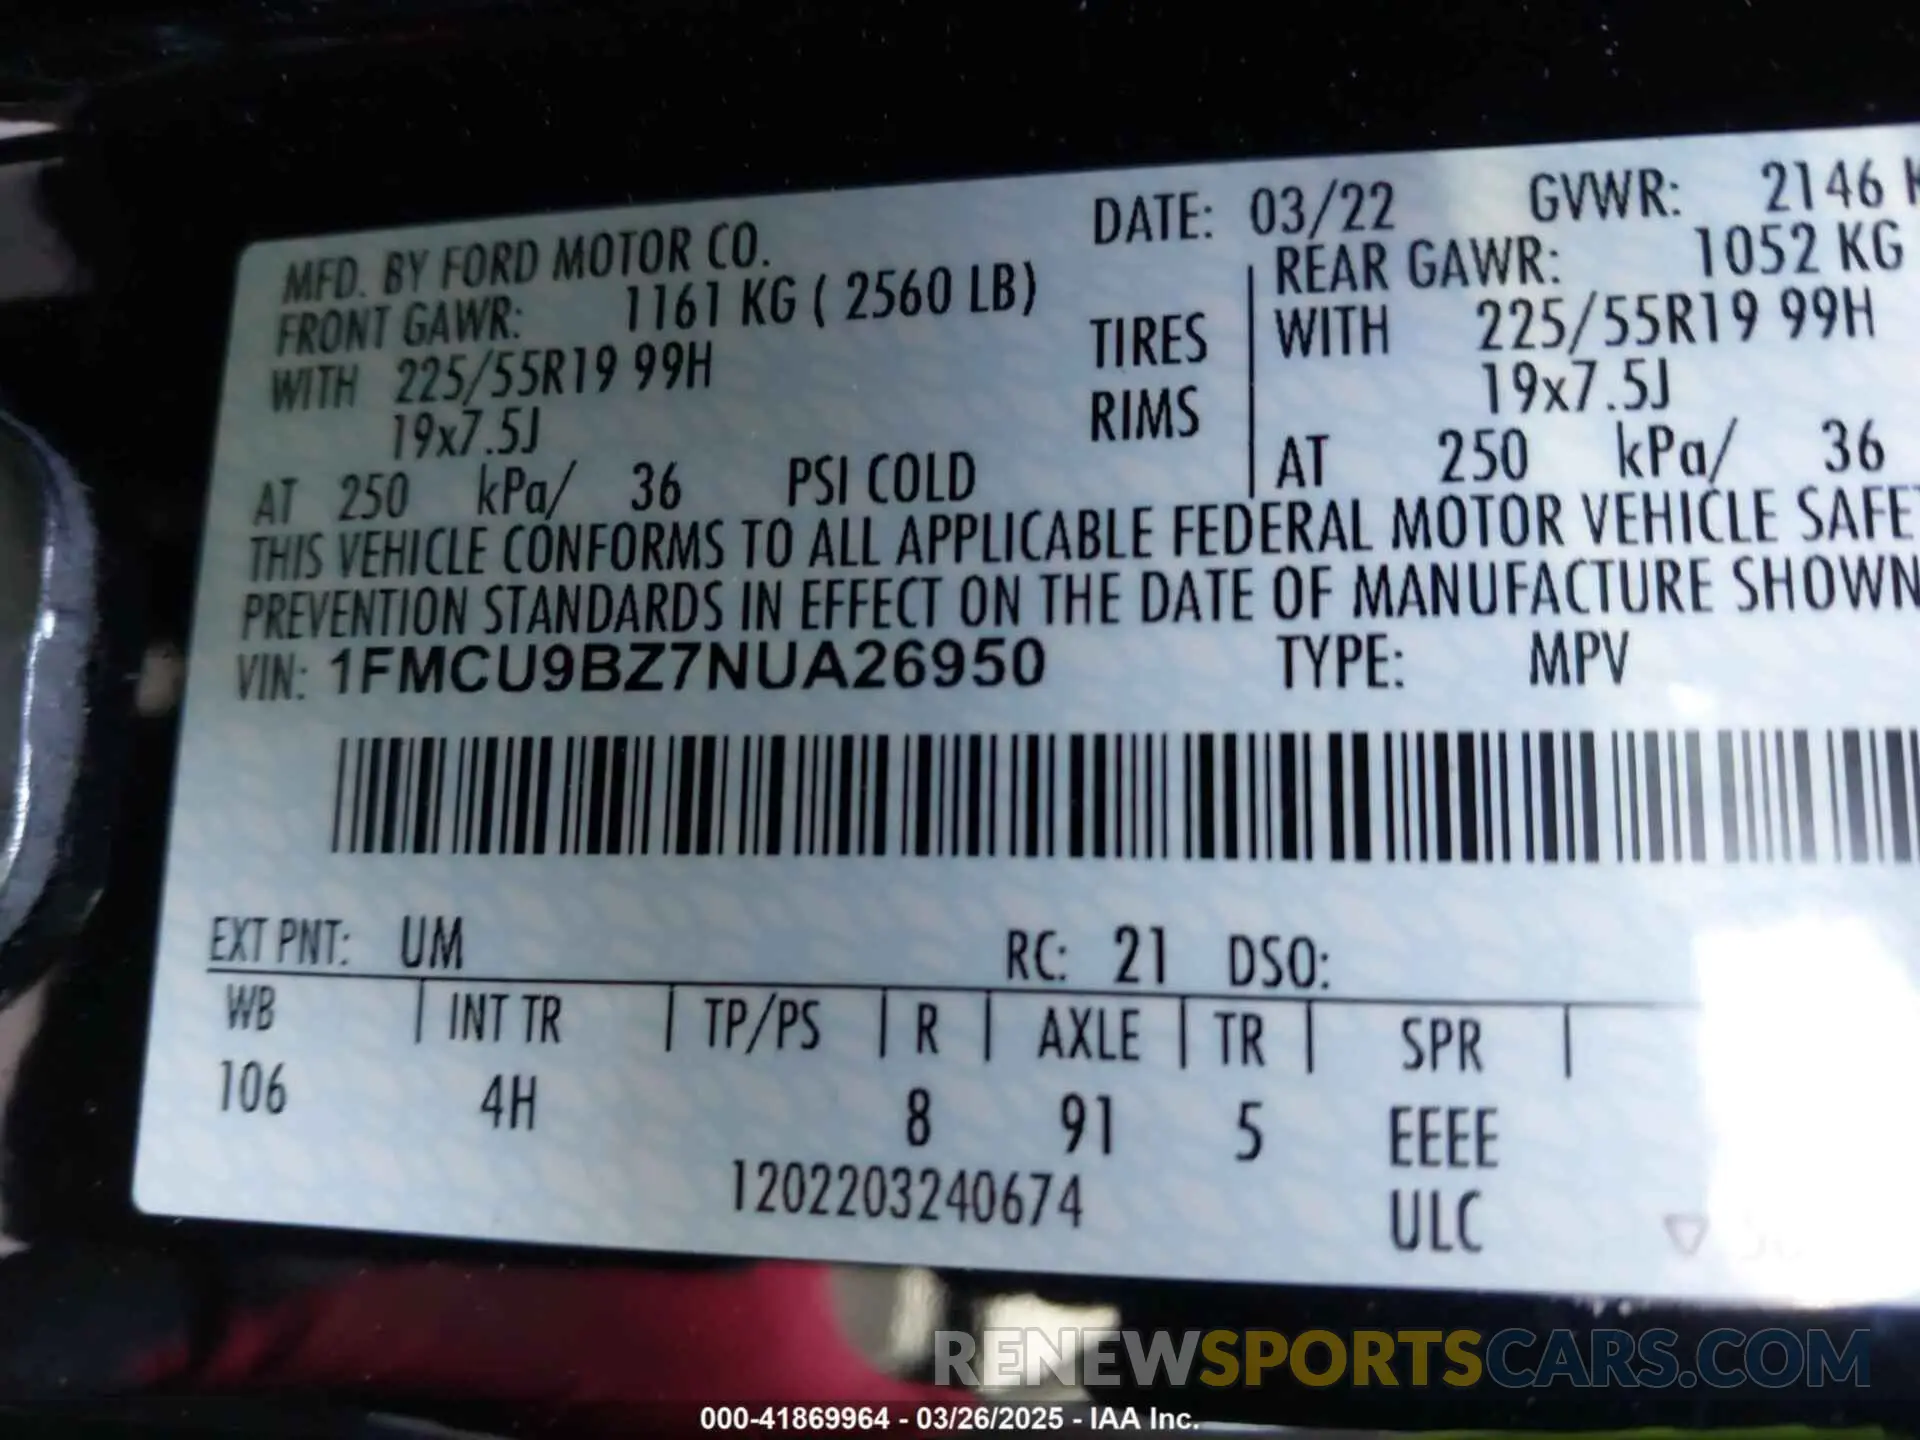 MFD. BY FORD MOTOR CO. DATE: 03/22 GVWR: 2146
FRONT GAWR: 1161 KG ( 2560 LB) REAR GAWR: 1052 KG
WITH 225/55R19 99H TIRES WITH 225/55R19 99H
19x7.5J RIMS 19x7.5J
AT 250 kPa/ 36 PSI COLD AT 250 kPa/ 36
THIS VEHICLE CONFORMS TO ALL APPLICABLE FEDERAL MOTOR VEHICLE SAFE
PREVENTION STANDARDS IN EFFECT ON THE DATE OF MANUFACTURE SHOWN
VIN: 1FMCU9BZ7NUA26950 TYPE: MPV
EXT PNT: UM RC: 21 DSO:
WB INT TR TP/PS R AXLE TR SPR
106 4H 8 91 5 EEEE
1202203240674 ULC
RENEWSPORTSCARS.COM
000-41869964 - 03/26/2025 - IAA Inc.